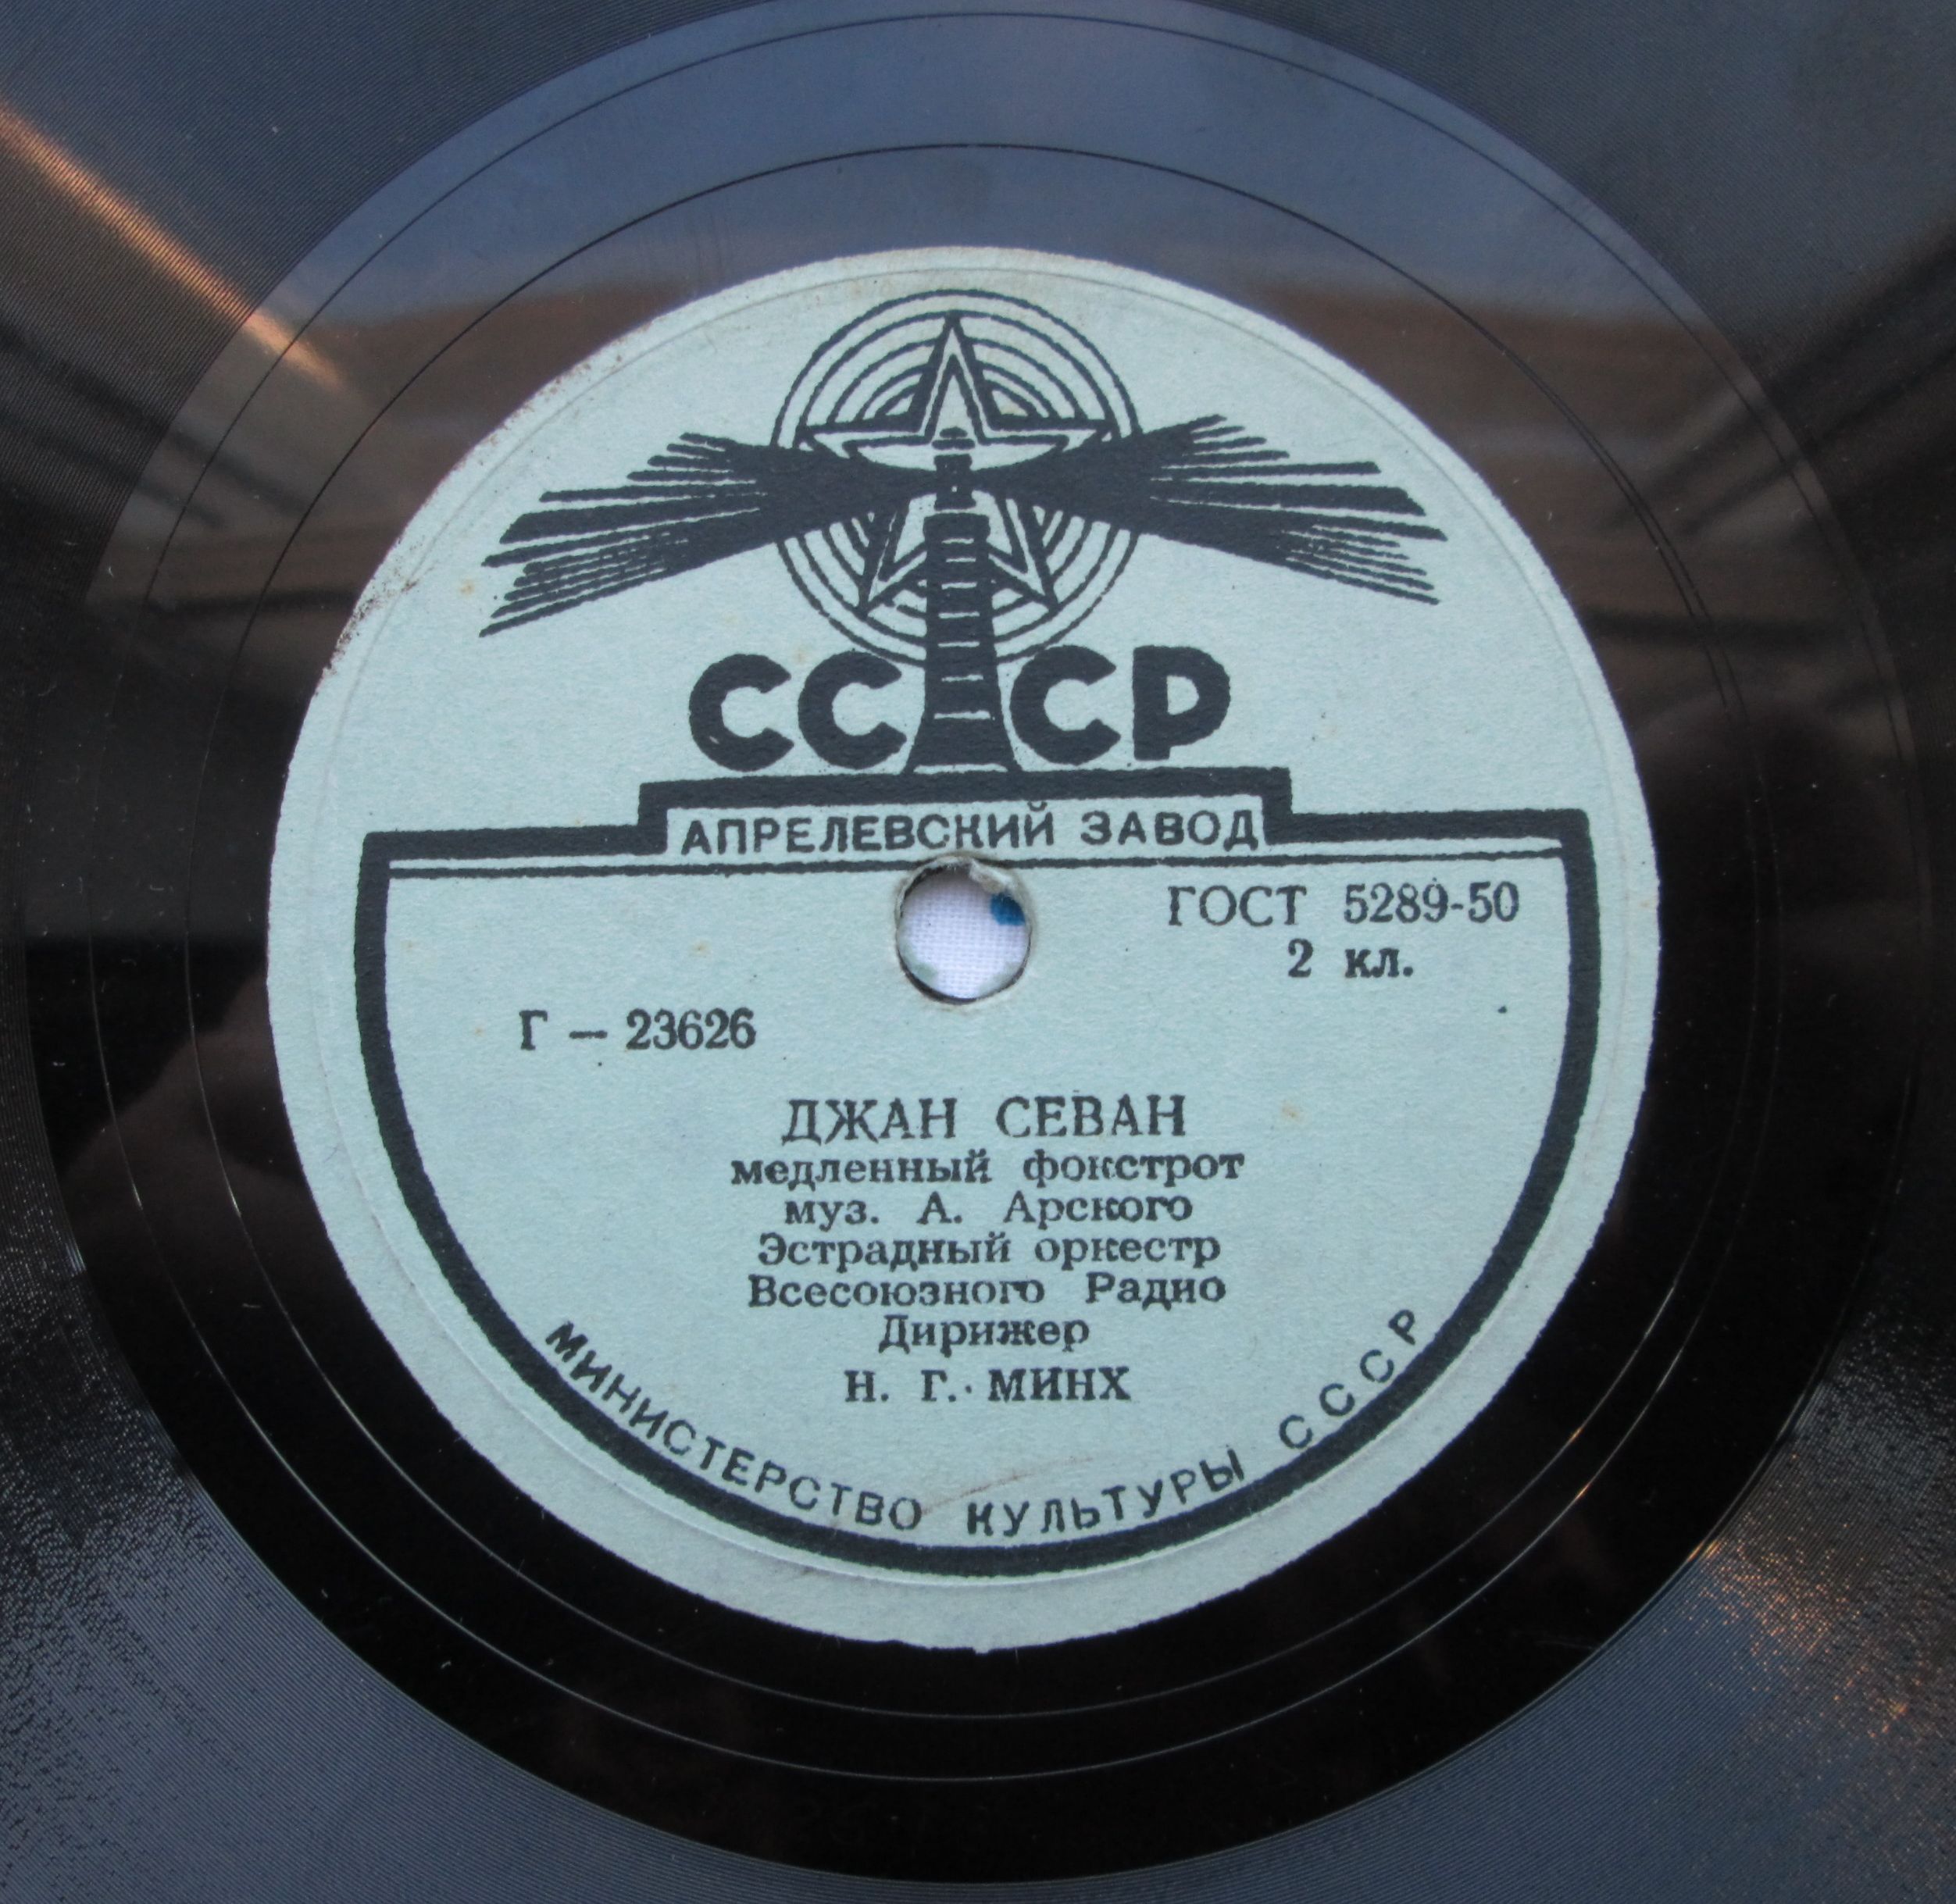 СССР
АПРЕЛЕВСКИЙ ЗАВОД
ГОСТ 5289-50
2 кл.
Г — 23626
ДЖАН СЕВАН
медленный фокстрот
муз. А. Арского
Эстрадный оркестр
Всесоюзного Радио
Дирижер
Н. Г. МИНХ
МИНИСТЕРСТВО КУЛЬТУРЫ СССР